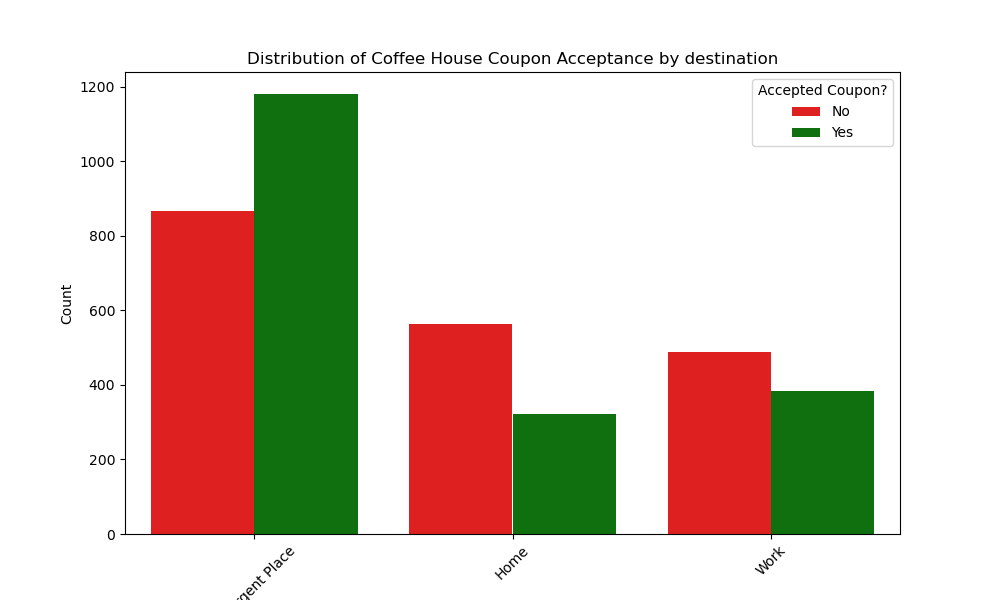 Distribution of Coffee House Coupon Acceptance by destination
Accepted Coupon?
No
Yes
Count
1200
1000
800
600
400
200
0
Place
Home
Work